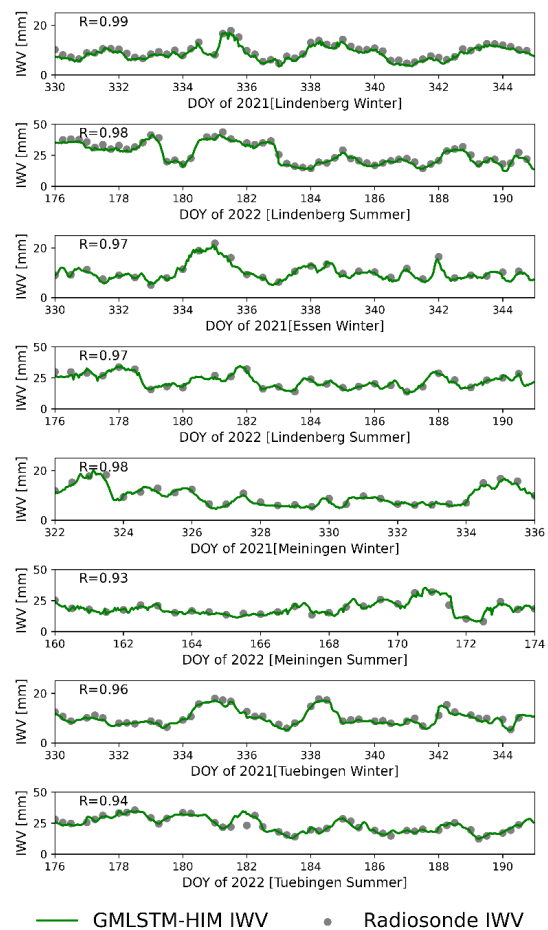 20
R=0.99
IWV [mm]
0
330 332 334 336 338 340 342 344
DOY of 2021[Lindenberg Winter]
50
R=0.98
IWV [mm]
25
0
176 178 180 182 184 186 188 190
DOY of 2022 [Lindenberg Summer]
R=0.97
20
IWV [mm]
0
330 332 334 336 338 340 342 344
DOY of 2021[Essen Winter]
50
R=0.97
IWV [mm]
25
0
176 178 180 182 184 186 188 190
DOY of 2022 [Lindenberg Summer]
R=0.98
20
IWV [mm]
0
322 324 326 328 330 332 334 336
DOY of 2021[Meiningen Winter]
50
R=0.93
IWV [mm]
25
0
160 162 164 166 168 170 172 174
DOY of 2022 [Meiningen Summer]
R=0.96
20
IWV [mm]
0
330 332 334 336 338 340 342 344
DOY of 2021[Tuebingen Winter]
50
R=0.94
IWV [mm]
25
0
176 178 180 182 184 186 188 190
DOY of 2022 [Tuebingen Summer]
GMLSTM-HIM IWV Radiosonde IWV